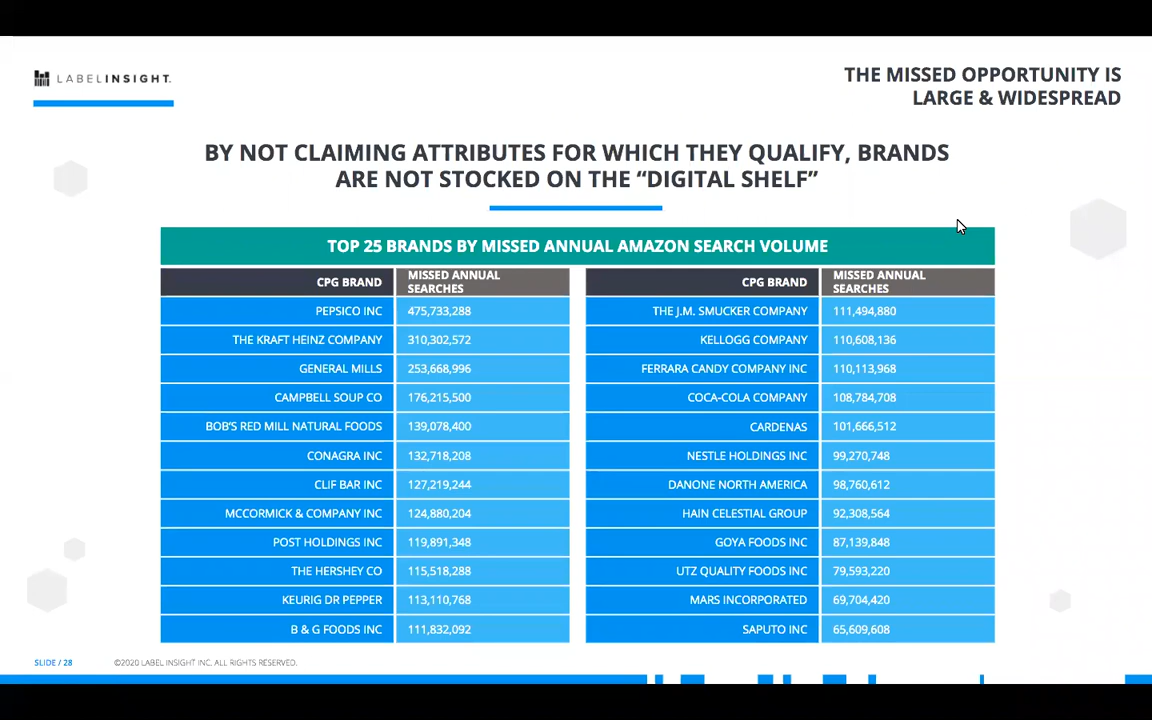 LABELINSIGHT.
THE MISSED OPPORTUNITY IS
LARGE & WIDESPREAD
BY NOT CLAIMING ATTRIBUTES FOR WHICH THEY QUALIFY, BRANDS
ARE NOT STOCKED ON THE “DIGITAL SHELF”
TOP 25 BRANDS BY MISSED ANNUAL AMAZON SEARCH VOLUME
CPG BRAND MISSED ANNUAL
SEARCHES
PEPSICO INC 475,733,288
THE KRAFT HEINZ COMPANY 310,302,572
GENERAL MILLS 253,668,996
CAMPBELL SOUP CO 176,215,500
BOB’S RED MILL NATURAL FOODS 139,078,400
CONAGRA INC 132,718,208
CLIF BAR INC 127,219,244
MCCORMICK & COMPANY INC 124,880,204
POST HOLDINGS INC 119,891,348
THE HERSHEY CO 115,518,288
KEURIG DR PEPPER 113,110,768
B & G FOODS INC 111,832,092
CPG BRAND MISSED ANNUAL
SEARCHES
THE J.M. SMUCKER COMPANY 111,494,880
KELLOGG COMPANY 110,608,136
FERRARA CANDY COMPANY INC 110,113,968
COCA-COLA COMPANY 108,784,708
CARDENAS 101,666,512
NESTLE HOLDINGS INC 99,270,748
DANONE NORTH AMERICA 98,760,612
HAIN CELESTIAL GROUP 92,308,564
GOYA FOODS INC 87,139,848
UTZ QUALITY FOODS INC 79,593,220
MARS INCORPORATED 69,704,420
SAPUTO INC 65,609,608
SLIDE / 28 ©2020 LABEL INSIGHT INC. ALL RIGHTS RESERVED.